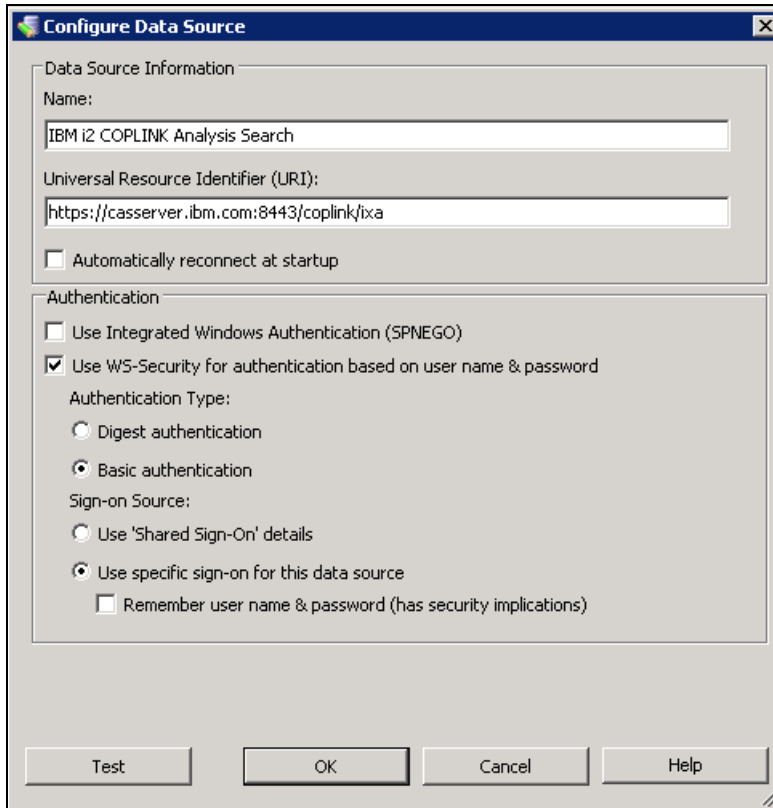 Configure Data Source
Data Source Information
Name:
IBM i2 COPLINK Analysis Search
Universal Resource Identifier (URI):
https://casserver.ibm.com:8443/coplink/ixa
Automatically reconnect at startup
Authentication
Use Integrated Windows Authentication (SPNEGO)
Use WS-Security for authentication based on user name & password
Authentication Type:
Digest authentication
Basic authentication
Sign-on Source:
Use 'Shared Sign-On' details
Use specific sign-on for this data source
Remember user name & password (has security implications)
Test OK Cancel Help